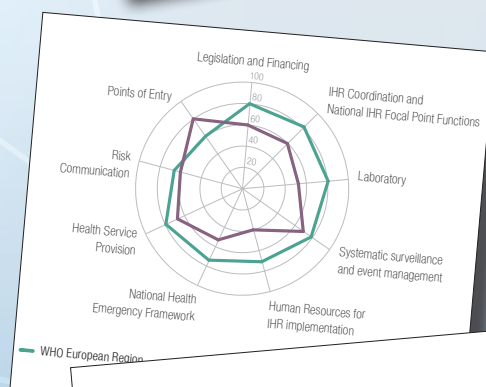 Legislation and Financing
100
80
60
40
20
IHR Coordination and
National IHR Focal Point Functions
Laboratory
Systematic surveillance
and event management
Human Resources for
IHR implementation
National Health
Emergency Framework
Health Service
Provision
Risk
Communication
Points of Entry
WHO European Region